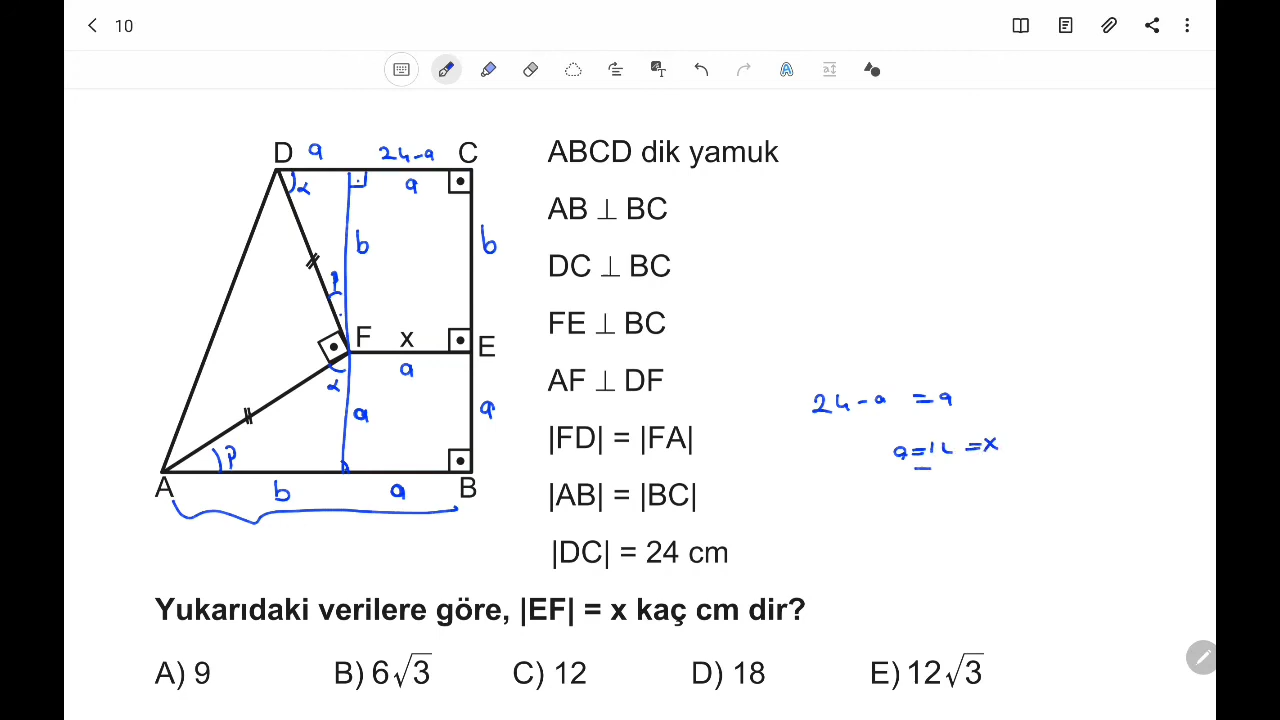 10
D a 24-a C
α a
b b
β
F x E
a
α a a
β
A b a B
ABCD dik yamuk
AB ⊥ BC
DC ⊥ BC
FE ⊥ BC
AF ⊥ DF
|FD| = |FA|
|AB| = |BC|
|DC| = 24 cm
24-a = a
a=12 = x
Yukarıdaki verilere göre, |EF| = x kaç cm dir?
A) 9 B) 6√3 C) 12 D) 18 E) 12√3